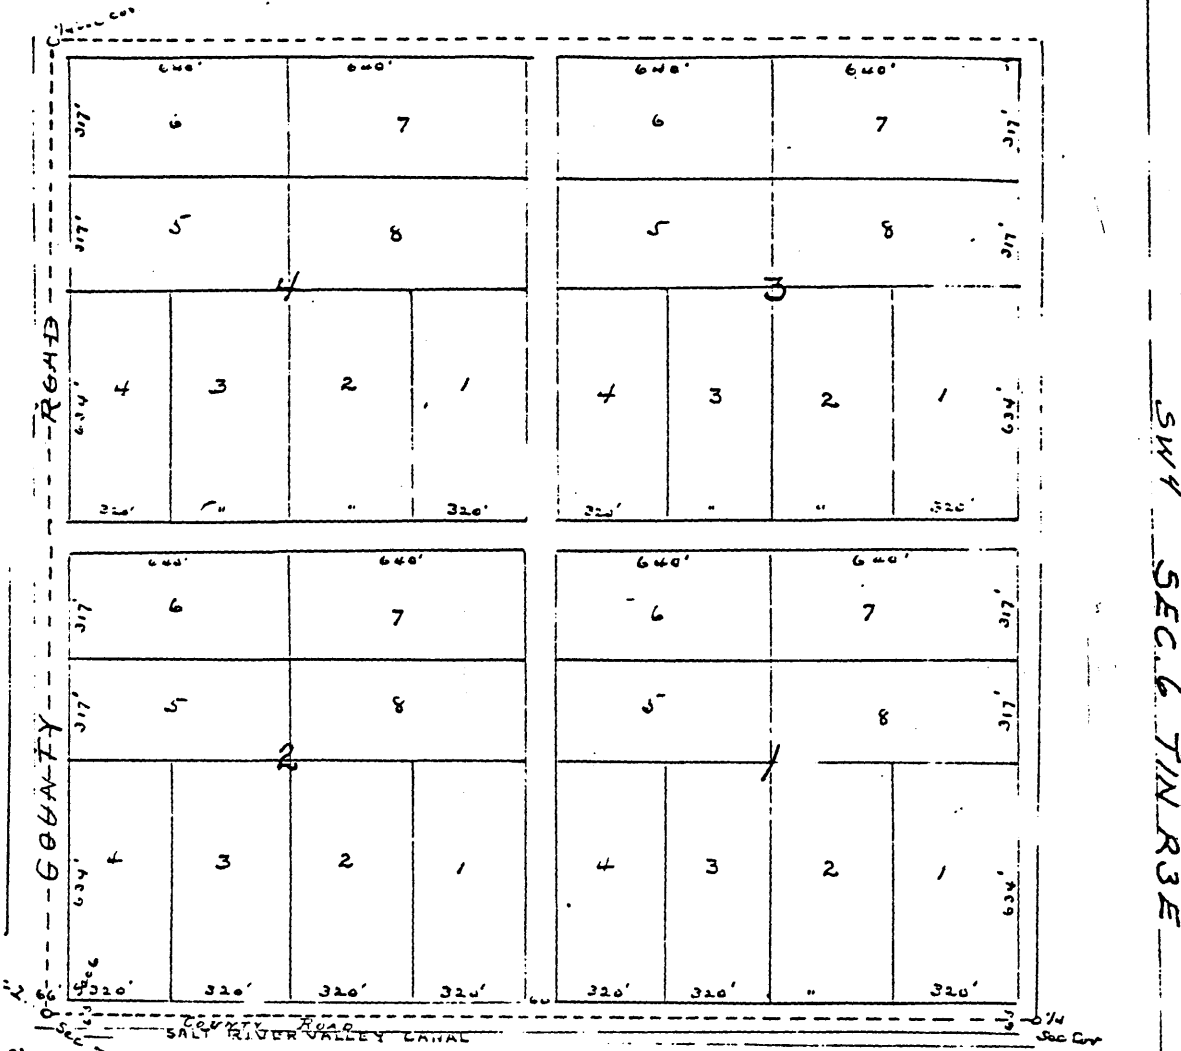 640' 640' 640' 640'
317' 6 7 6 7 317'
317' 5 8 5 8 317'
4 3
634' 4 3 2 1 4 3 2 1 634'
320' " " 320' 320' " " 320'
640' 640' 640' 640'
317' 6 7 6 7 317'
317' 5 8 5 8 317'
2 1
634' 4 3 2 1 4 3 2 1 634'
320' 320' 320' 320' 320' 320' " 320'
66'
COUNTY ROAD
COUNTY ROAD
SALT RIVER VALLEY CANAL
1/4
Sec Cor
SW4 SEC. 6 T1N R3E